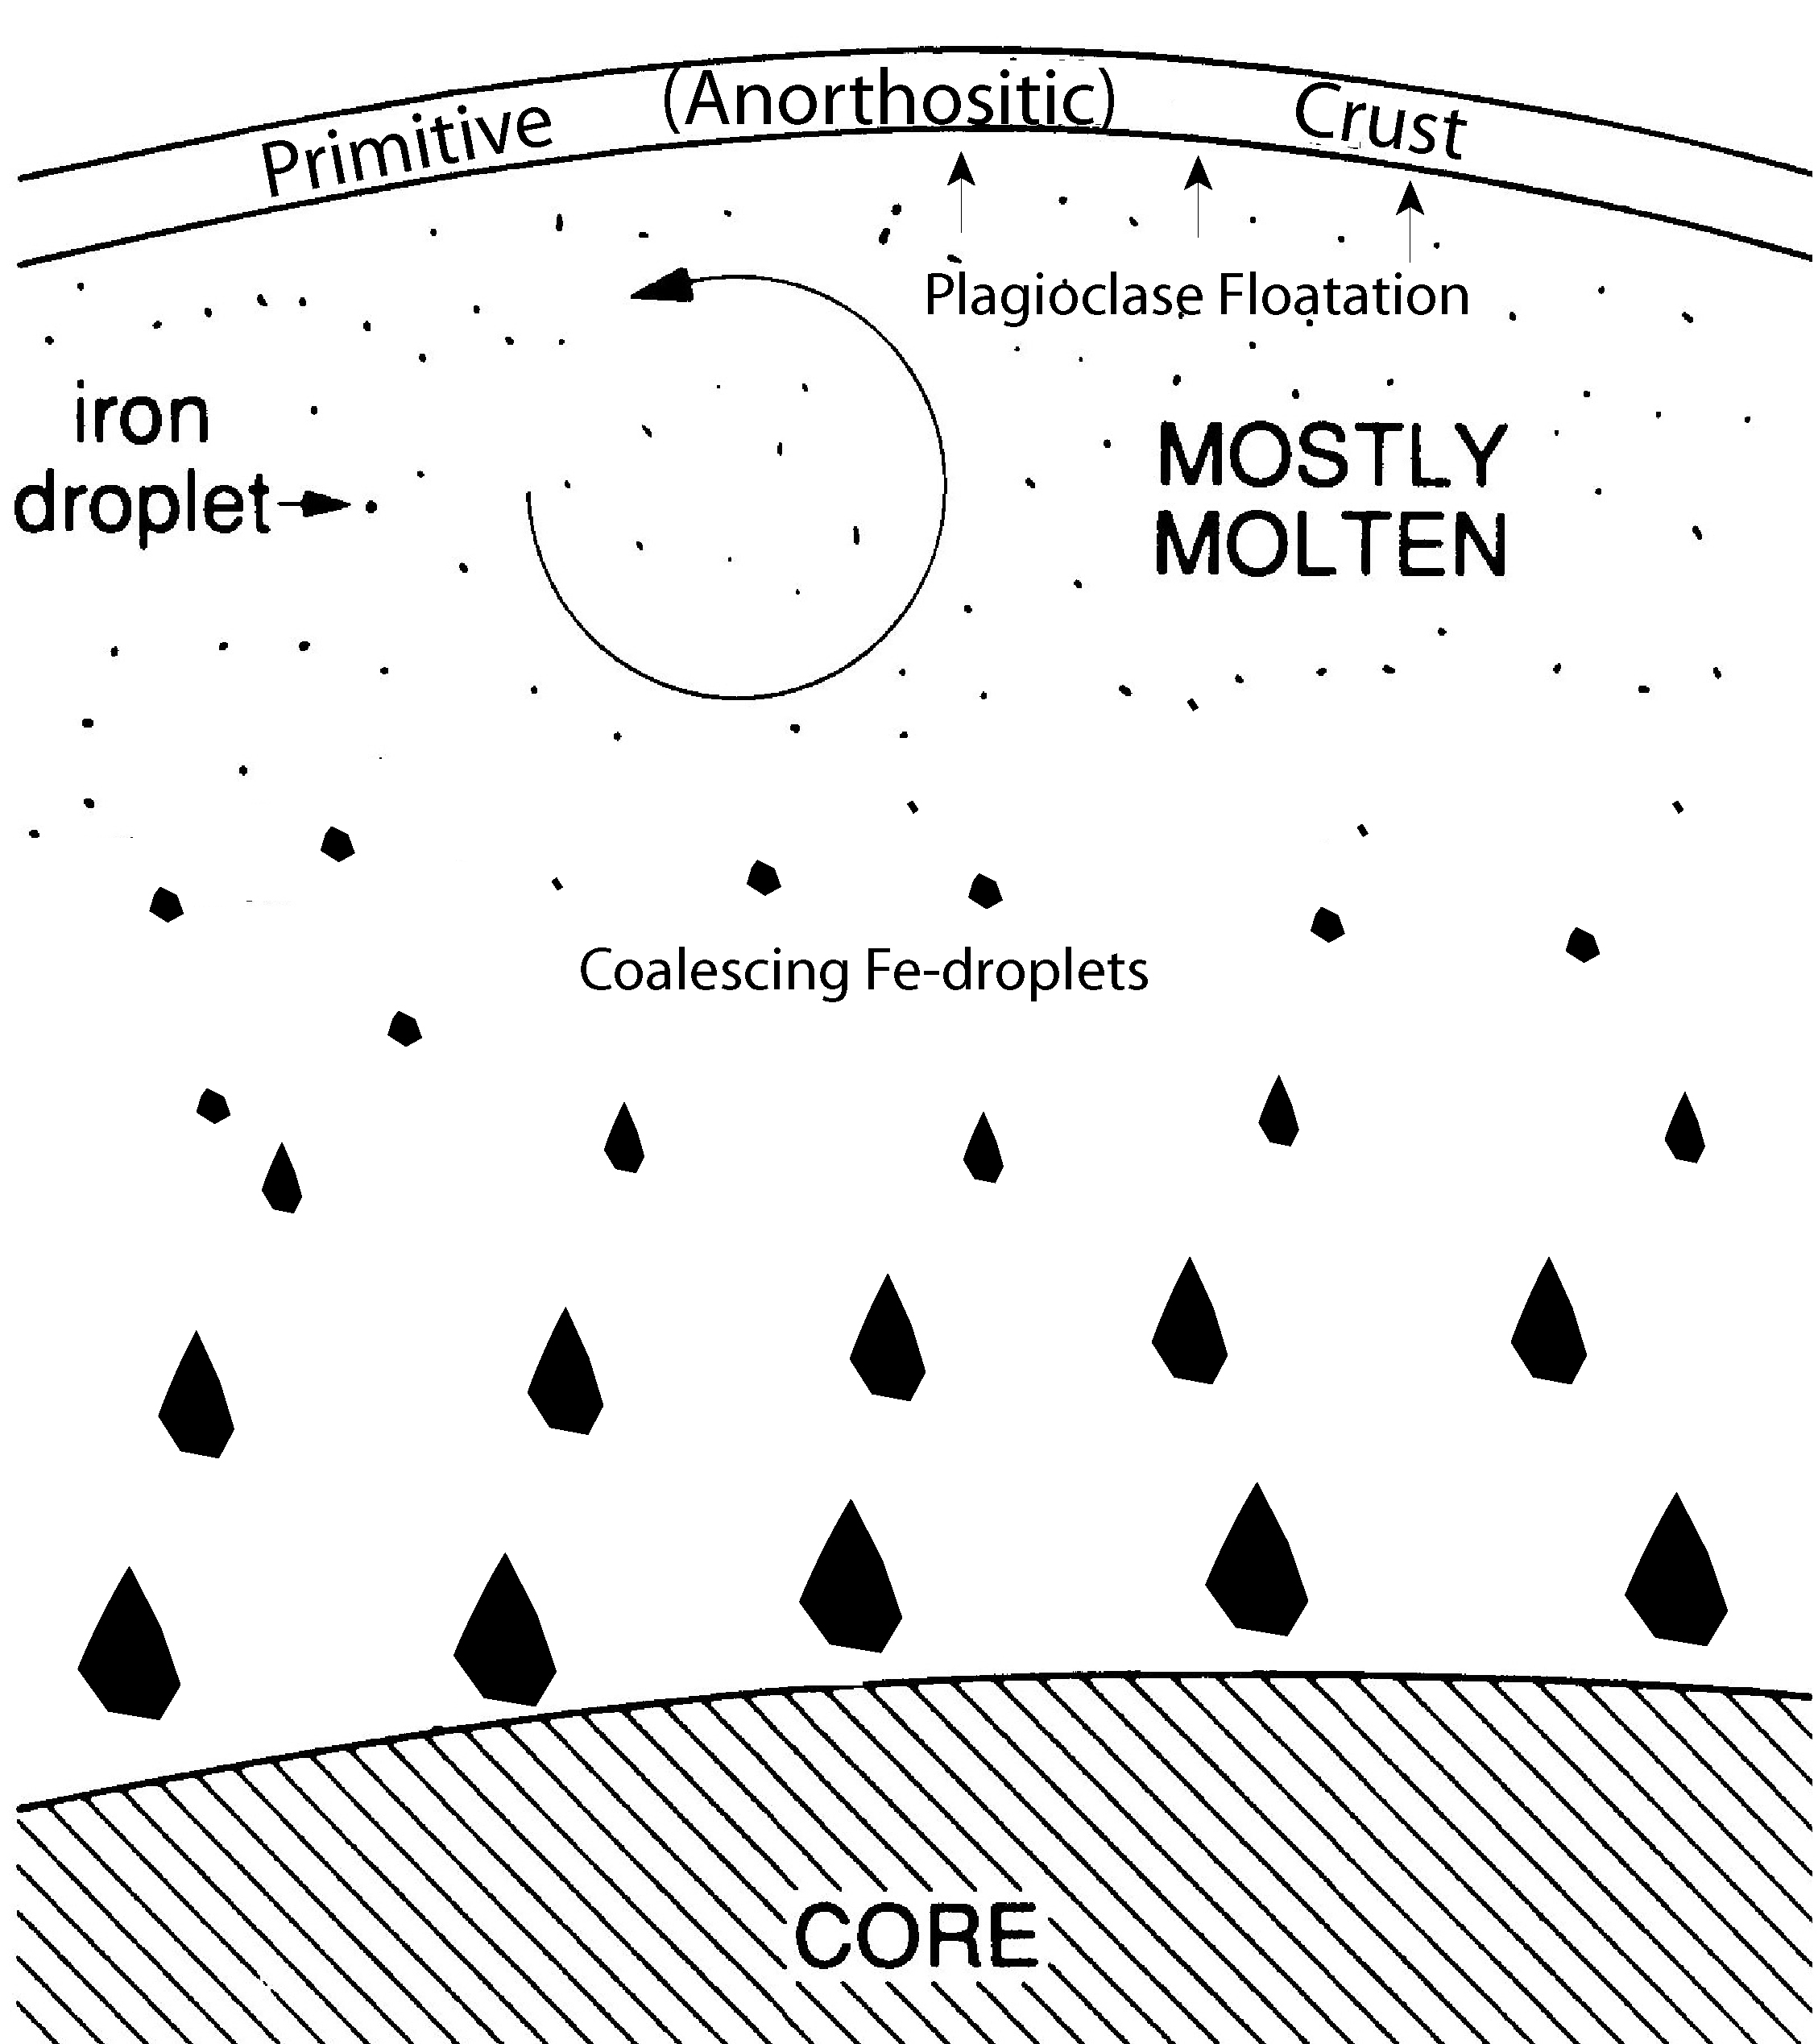 Primitive (Anorthositic) Crust
Plagioclase Floatation
iron
droplet
MOSTLY
MOLTEN
Coalescing Fe-droplets
CORE